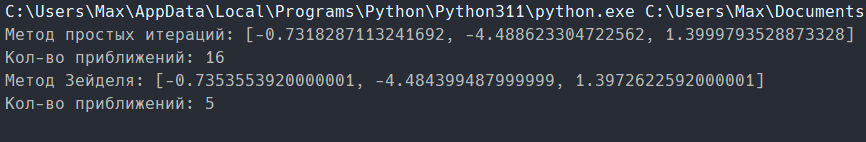 C:\Users\Max\AppData\Local\Programs\Python\Python311\python.exe C:\Users\Max\Documents
Метод простых итераций: [-0.7318287113241692, -4.488623304722562, 1.3999793528873328]
Кол-во приближений: 16
Метод Зейделя: [-0.7353553920000001, -4.484399487999999, 1.3972622592000001]
Кол-во приближений: 5